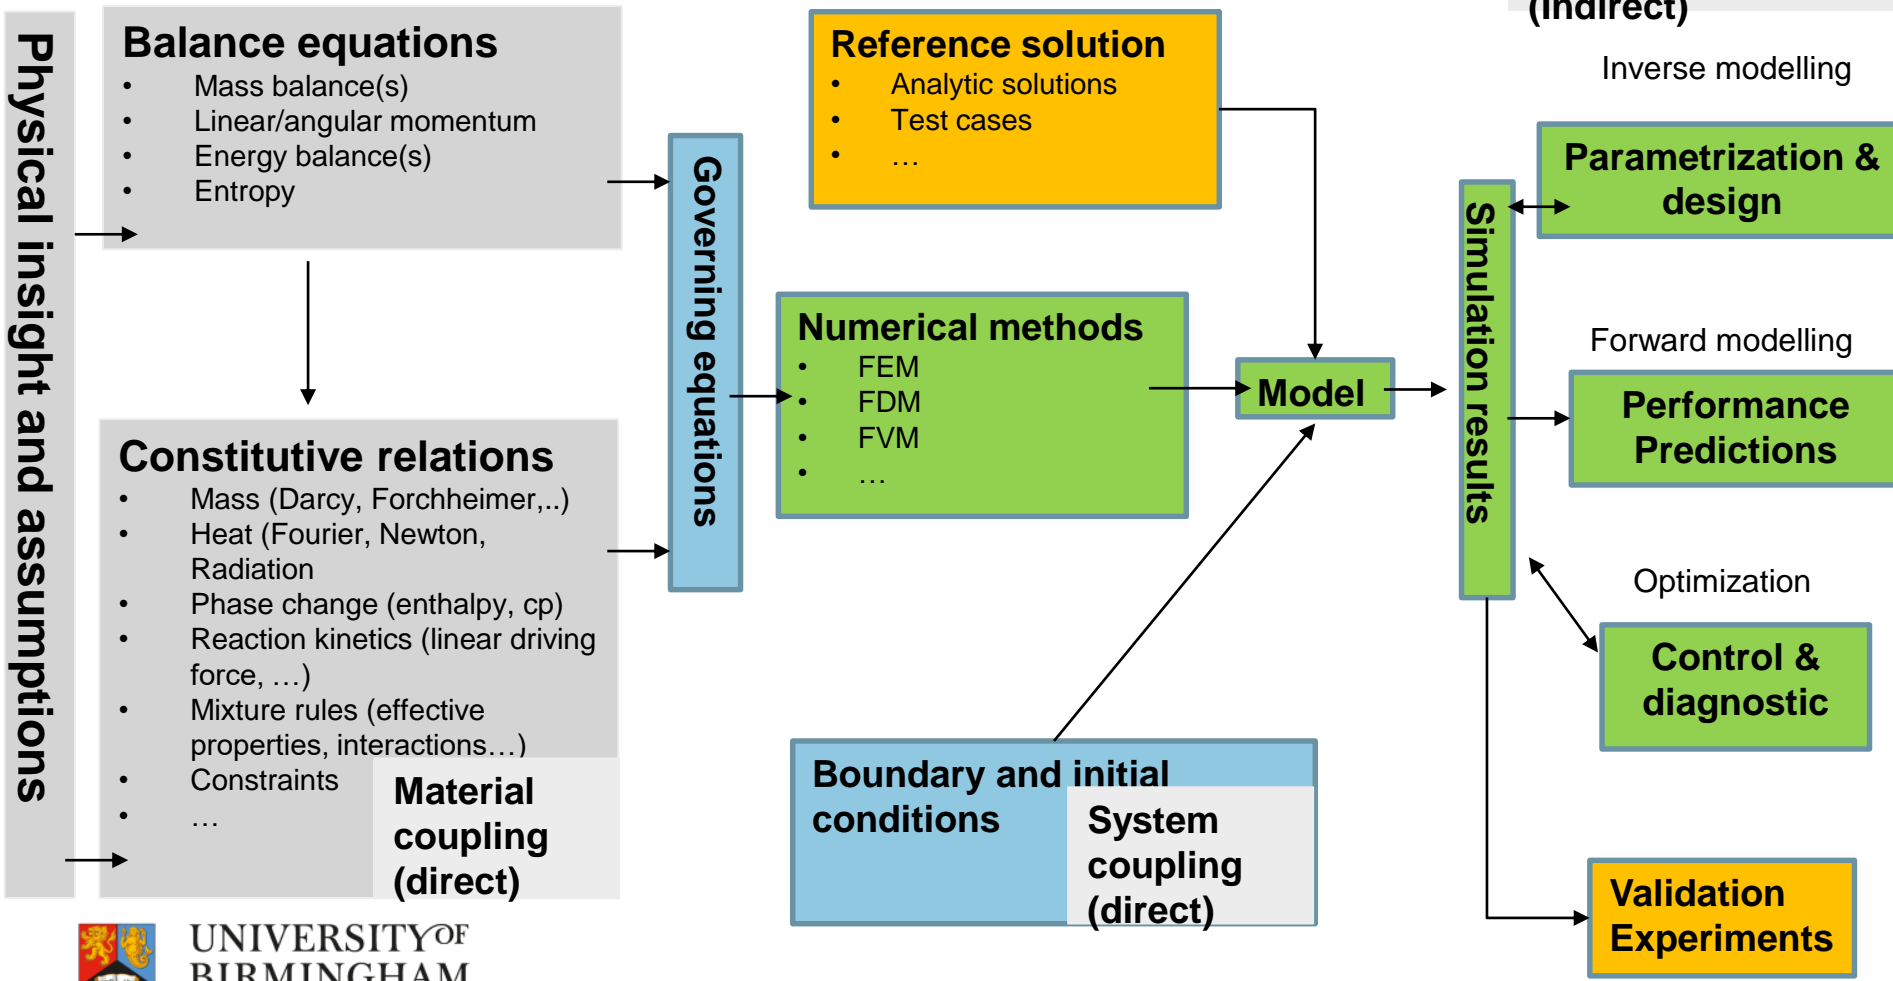 Physical insight and assumptions
Balance equations
• Mass balance(s)
• Linear/angular momentum
• Energy balance(s)
• Entropy
Constitutive relations
• Mass (Darcy, Forchheimer,..)
• Heat (Fourier, Newton,
Radiation
• Phase change (enthalpy, cp)
• Reaction kinetics (linear driving
force, …)
• Mixture rules (effective
properties, interactions…)
• Constraints
• …
Material
coupling
(direct)
Governing equations
Reference solution
• Analytic solutions
• Test cases
• …
Numerical methods
• FEM
• FDM
• FVM
• …
Model
Boundary and initial
conditions
System
coupling
(direct)
Simulation results
(indirect)
Inverse modelling
Parametrization &
design
Forward modelling
Performance
Predictions
Optimization
Control &
diagnostic
Validation
Experiments
UNIVERSITY OF
BIRMINGHAM